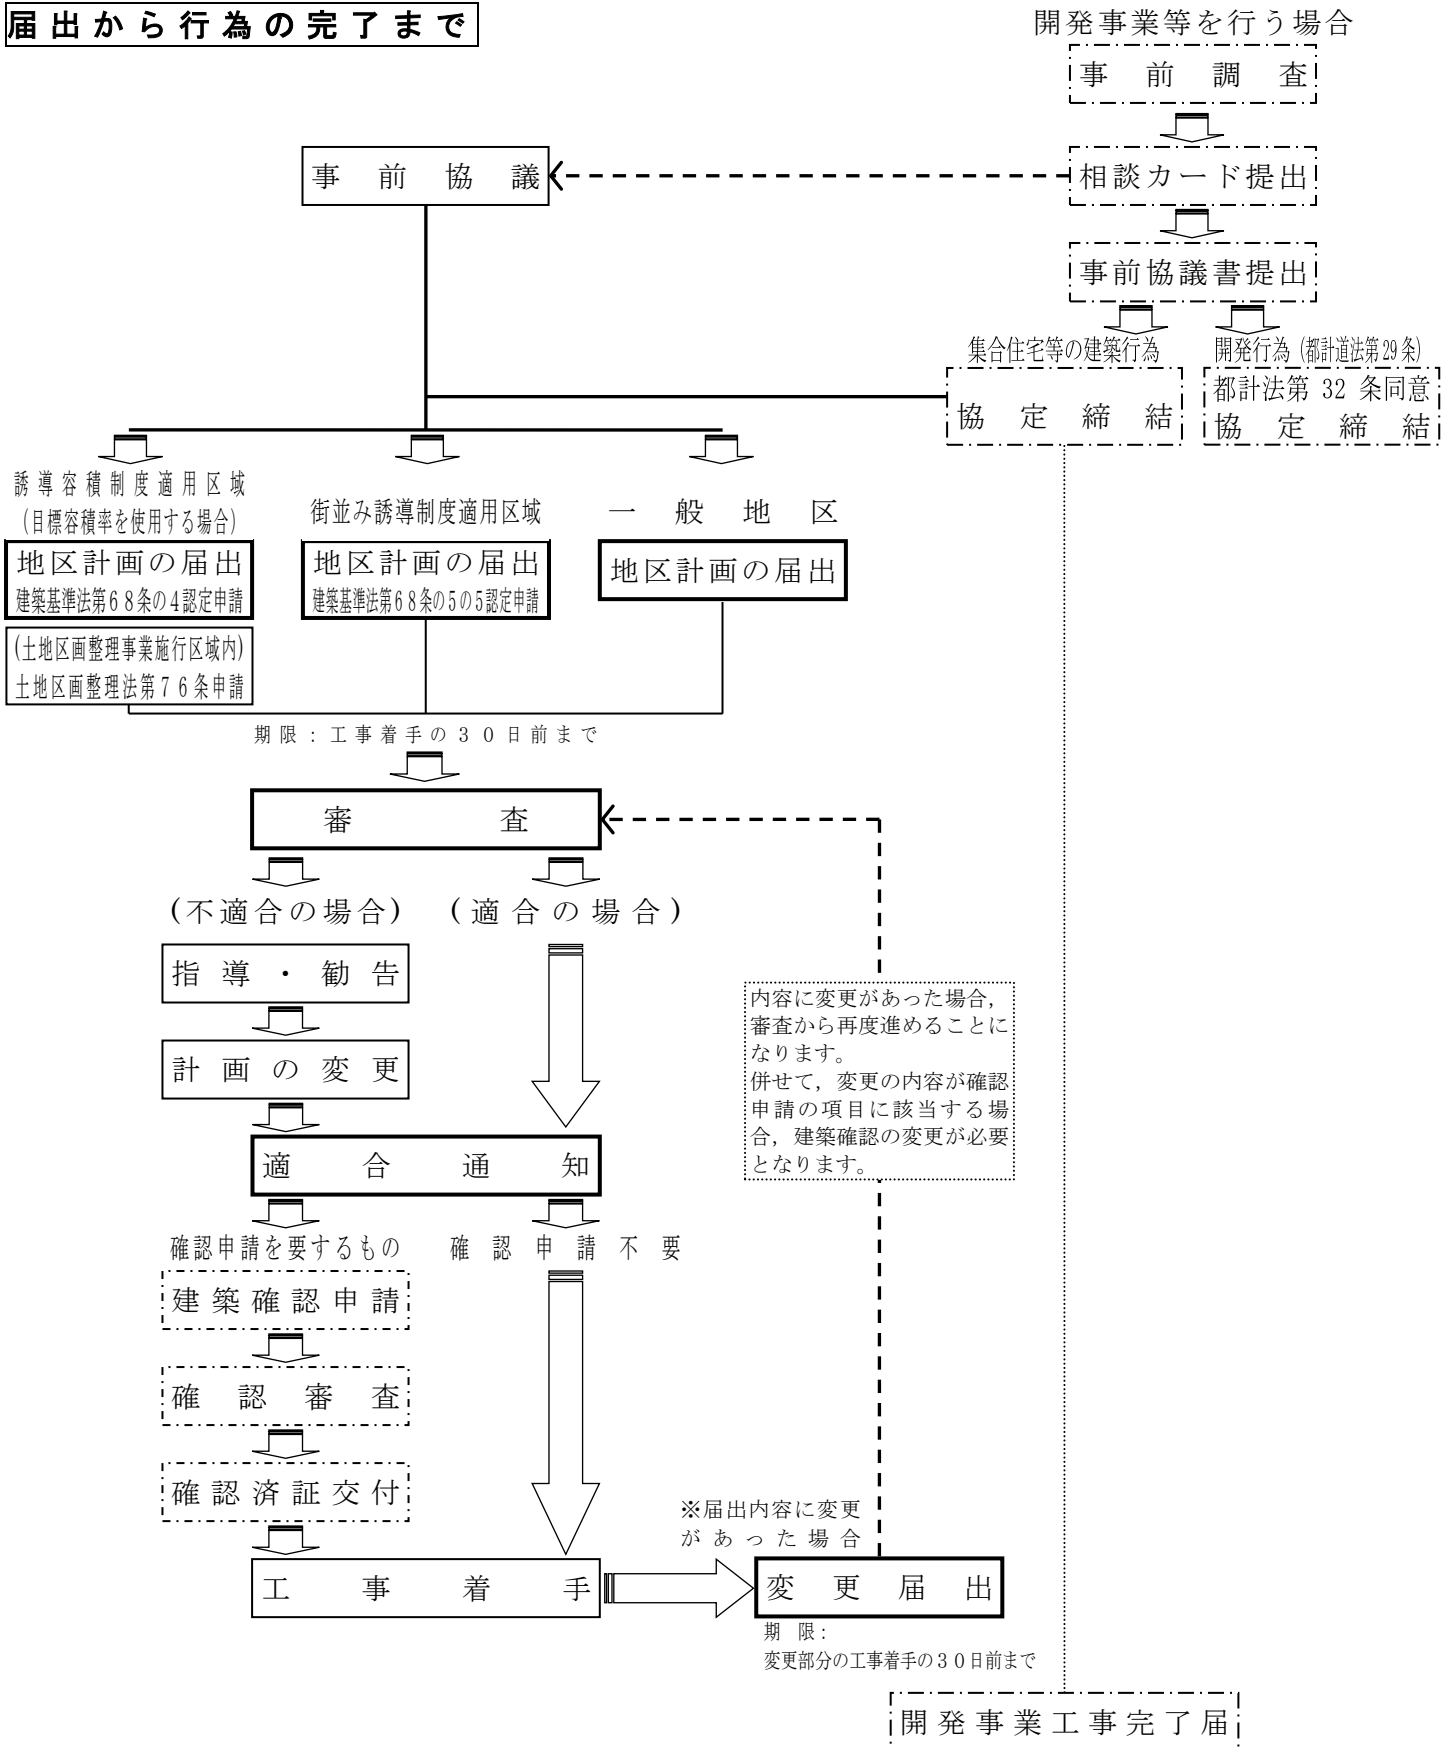 届出から行為の完了まで
開発事業等を行う場合
事前調査
事前協議
相談カード提出
事前協議書提出
集合住宅等の建築行為
開発行為(都計道法第29条)
協定締結
都計法第32条同意
協定締結
誘導容積制度適用区域
(目標容積率を使用する場合)
地区計画の届出
建築基準法第68条の4認定申請
(土地区画整理事業施行区域内)
土地区画整理法第76条申請
街並み誘導制度適用区域
地区計画の届出
建築基準法第68条の5の5認定申請
一般地区
地区計画の届出
期限:工事着手の30日前まで
審査
(不適合の場合)
(適合の場合)
指導・勧告
計画の変更
内容に変更があった場合,
審査から再度進めることに
なります。
併せて,変更の内容が確認
申請の項目に該当する場
合,建築確認の変更が必要
となります。
適合通知
確認申請を要するもの
確認申請不要
建築確認申請
確認審査
確認済証交付
※届出内容に変更
があった場合
工事着手
変更届出
期限:
変更部分の工事着手の30日前まで
開発事業工事完了届